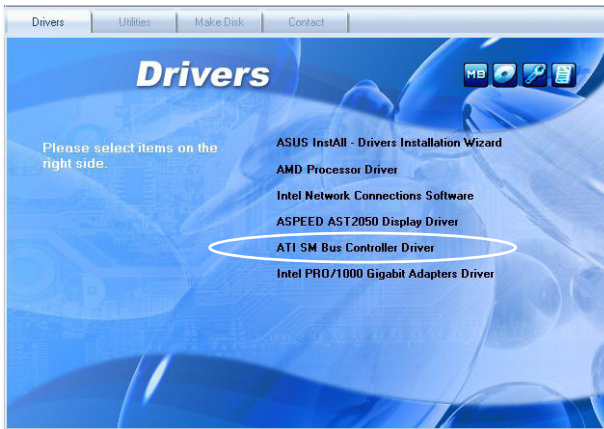 Drivers
Utilities
Make Disk
Contact
Drivers
MB
Please select items on the
right side.
ASUS InstAll - Drivers Installation Wizard
AMD Processor Driver
Intel Network Connections Software
ASPEED AST2050 Display Driver
ATI SM Bus Controller Driver
Intel PRO/1000 Gigabit Adapters Driver